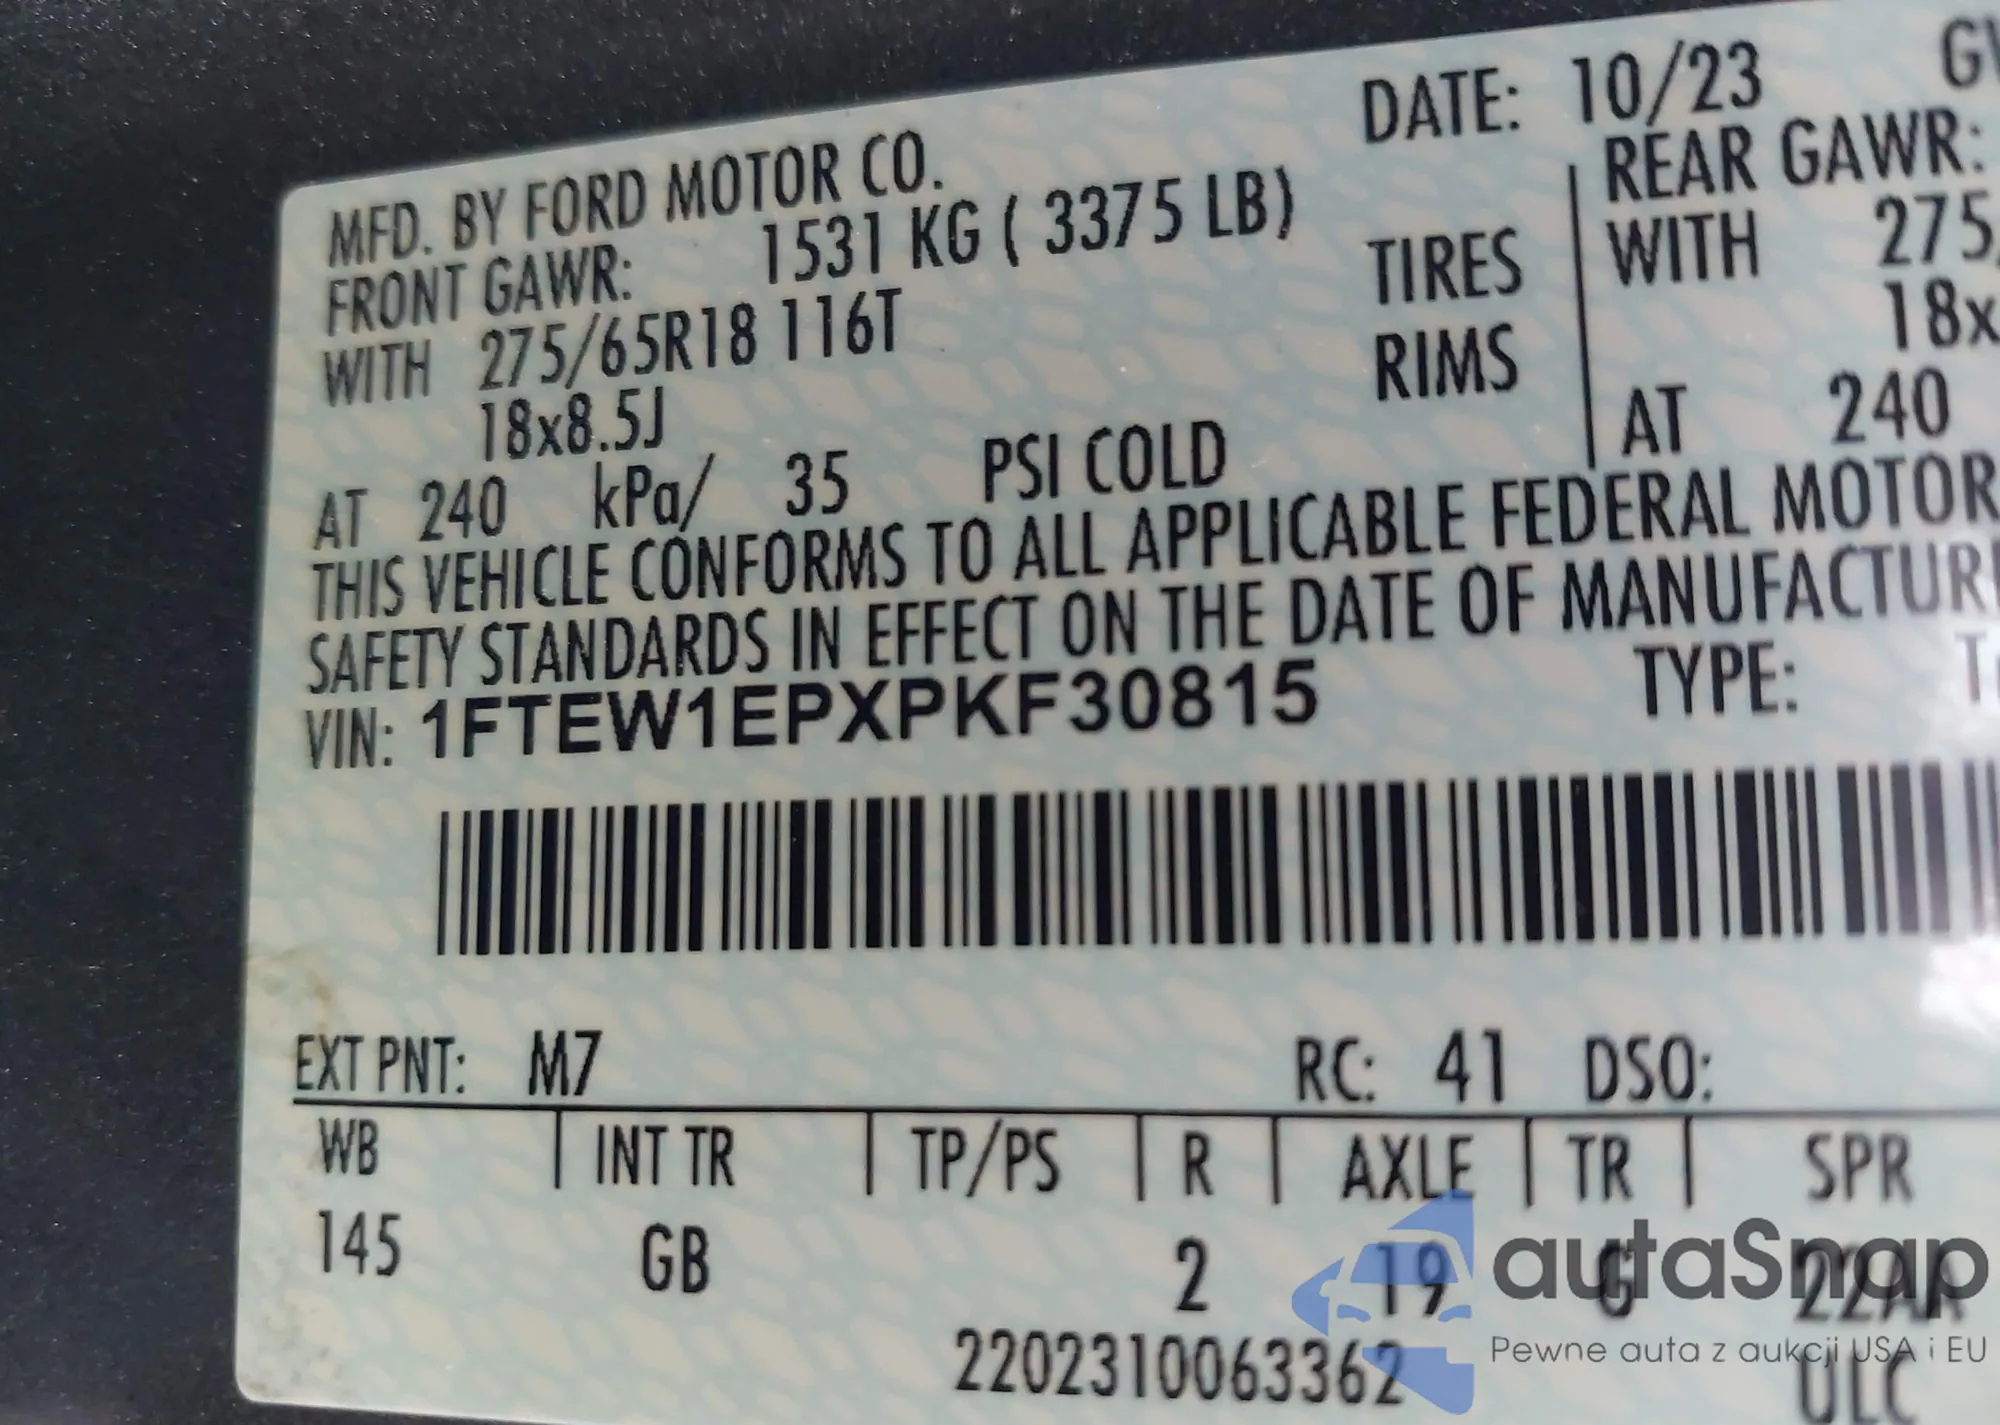 DATE: 10/23
MFD. BY FORD MOTOR CO.
FRONT GAWR: 1531 KG ( 3375 LB) REAR GAWR:
WITH 275/65R18 116T TIRES WITH 275
18x8.5J RIMS 18x
AT 240 kPa/ 35 PSI COLD AT 240
THIS VEHICLE CONFORMS TO ALL APPLICABLE FEDERAL MOTOR
SAFETY STANDARDS IN EFFECT ON THE DATE OF
VIN: 1FTEW1EPXPKF30815 TYPE:
EXT PNT: M7 RC: 41 DSO:
WB INT TR TP/PS R AXLE TR SPR
145 GB 2 19 G 22AA
autaSnap
Pewne auta z aukcji USA i EU
2202310063362